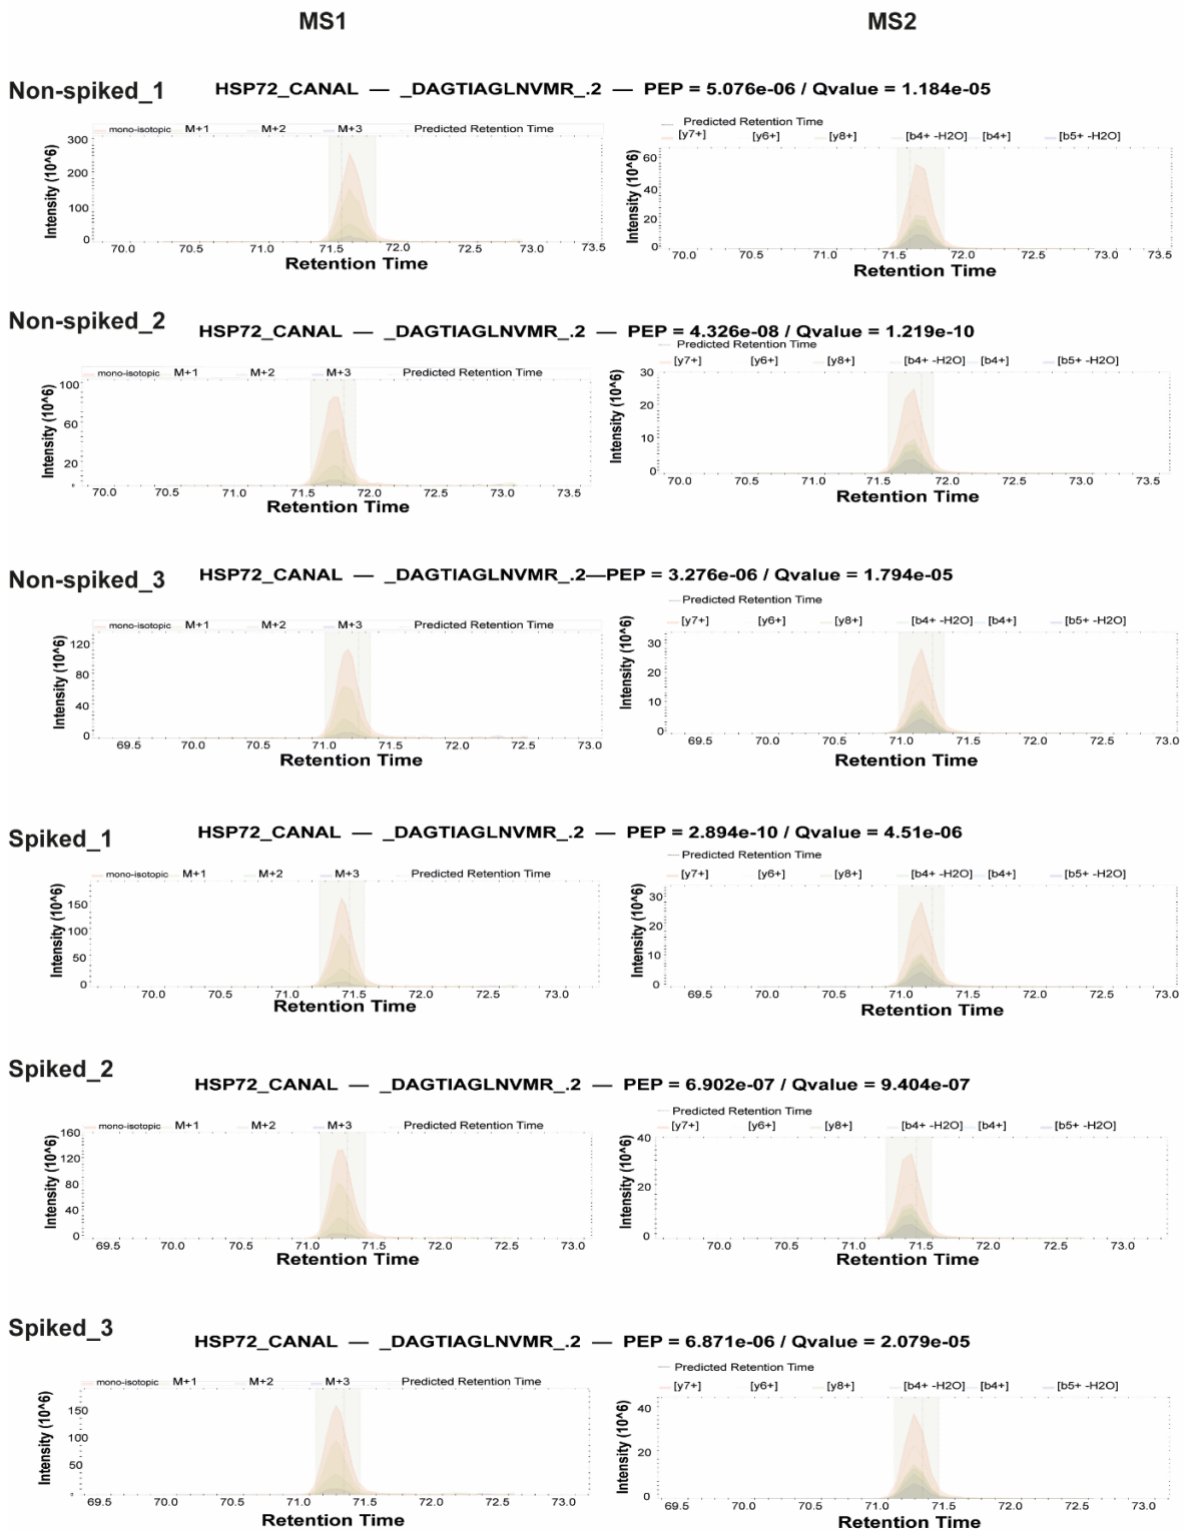 MS1 MS2
Non-spiked_1 HSP72_CANAL — _DAGTIAGLNVMR_.2 — PEP = 5.076e-06 / Qvalue = 1.184e-05
Predicted Retention Time
mono-isotopic M+1 M+2 M+3 Predicted Retention Time
[y7+] [y6+] [y8+] [b4+ -H2O] [b4+] [b5+ -H2O]
Intensity (10^6)
300
200
100
0
70.0 70.5 71.0 71.5 72.0 72.5 73.0 73.5
Retention Time
Intensity (10^6)
60
40
20
0
70.0 70.5 71.0 71.5 72.0 72.5 73.0 73.5
Retention Time
Non-spiked_2 HSP72_CANAL — _DAGTIAGLNVMR_.2 — PEP = 4.326e-08 / Qvalue = 1.219e-10
Predicted Retention Time
mono-isotopic M+1 M+2 M+3 Predicted Retention Time
[y7+] [y6+] [y8+] [b4+ -H2O] [b4+] [b5+ -H2O]
Intensity (10^6)
100
60
20
70.0 70.5 71.0 71.5 72.0 72.5 73.0 73.5
Retention Time
Intensity (10^6)
30
20
10
0
70.0 70.5 71.0 71.5 72.0 72.5 73.5
Retention Time
Non-spiked_3 HSP72_CANAL — _DAGTIAGLNVMR_.2—PEP = 3.276e-06 / Qvalue = 1.794e-05
Predicted Retention Time
mono-isotopic M+1 M+2 M+3 Predicted Retention Time
[y7+] [y6+] [y8+] [b4+ -H2O] [b4+] [b5+ -H2O]
Intensity (10^6)
120
80
40
0
69.5 70.0 70.5 71.0 71.5 72.0 72.5 73.0
Retention Time
Intensity (10^6)
30
20
10
0
69.5 70.0 70.5 71.0 71.5 72.0 72.5 73.0
Retention Time
Spiked_1 HSP72_CANAL — _DAGTIAGLNVMR_.2 — PEP = 2.894e-10 / Qvalue = 4.51e-06
Predicted Retention Time
mono-isotopic M+1 M+2 M+3 Predicted Retention Time
[y7+] [y6+] [y8+] [b4+ -H2O] [b4+] [b5+ -H2O]
Intensity (10^6)
150
100
50
0
70.0 70.5 71.0 71.5 72.0 72.5 73.0
Retention Time
Intensity (10^6)
30
20
10
0
69.5 70.0 70.5 71.0 71.5 72.0 72.5 73.0
Retention Time
Spiked_2 HSP72_CANAL — _DAGTIAGLNVMR_.2 — PEP = 6.902e-07 / Qvalue = 9.404e-07
Predicted Retention Time
mono-isotopic M+1 M+2 M+3 Predicted Retention Time
[y7+] [y6+] [y8+] [b4+ -H2O] [b4+] [b5+ -H2O]
Intensity (10^6)
160
120
80
40
0
69.5 70.0 70.5 71.0 71.5 72.0 72.5 73.0
Retention Time
Intensity (10^6)
40
20
0
70.0 70.5 71.0 71.5 72.0 72.5 73.0
Retention Time
Spiked_3 HSP72_CANAL — _DAGTIAGLNVMR_.2 — PEP = 6.871e-06 / Qvalue = 2.079e-05
Predicted Retention Time
mono-isotopic M+1 M+2 M+3 Predicted Retention Time
[y7+] [y6+] [y8+] [b4+ -H2O] [b4+] [b5+ -H2O]
Intensity (10^6)
150
100
50
69.5 70.0 70.5 71.0 71.5 72.0 72.5 73.0
Retention Time
Intensity (10^6)
40
20
0
69.5 70.0 70.5 71.0 71.5 72.0 72.5 73.0
Retention Time